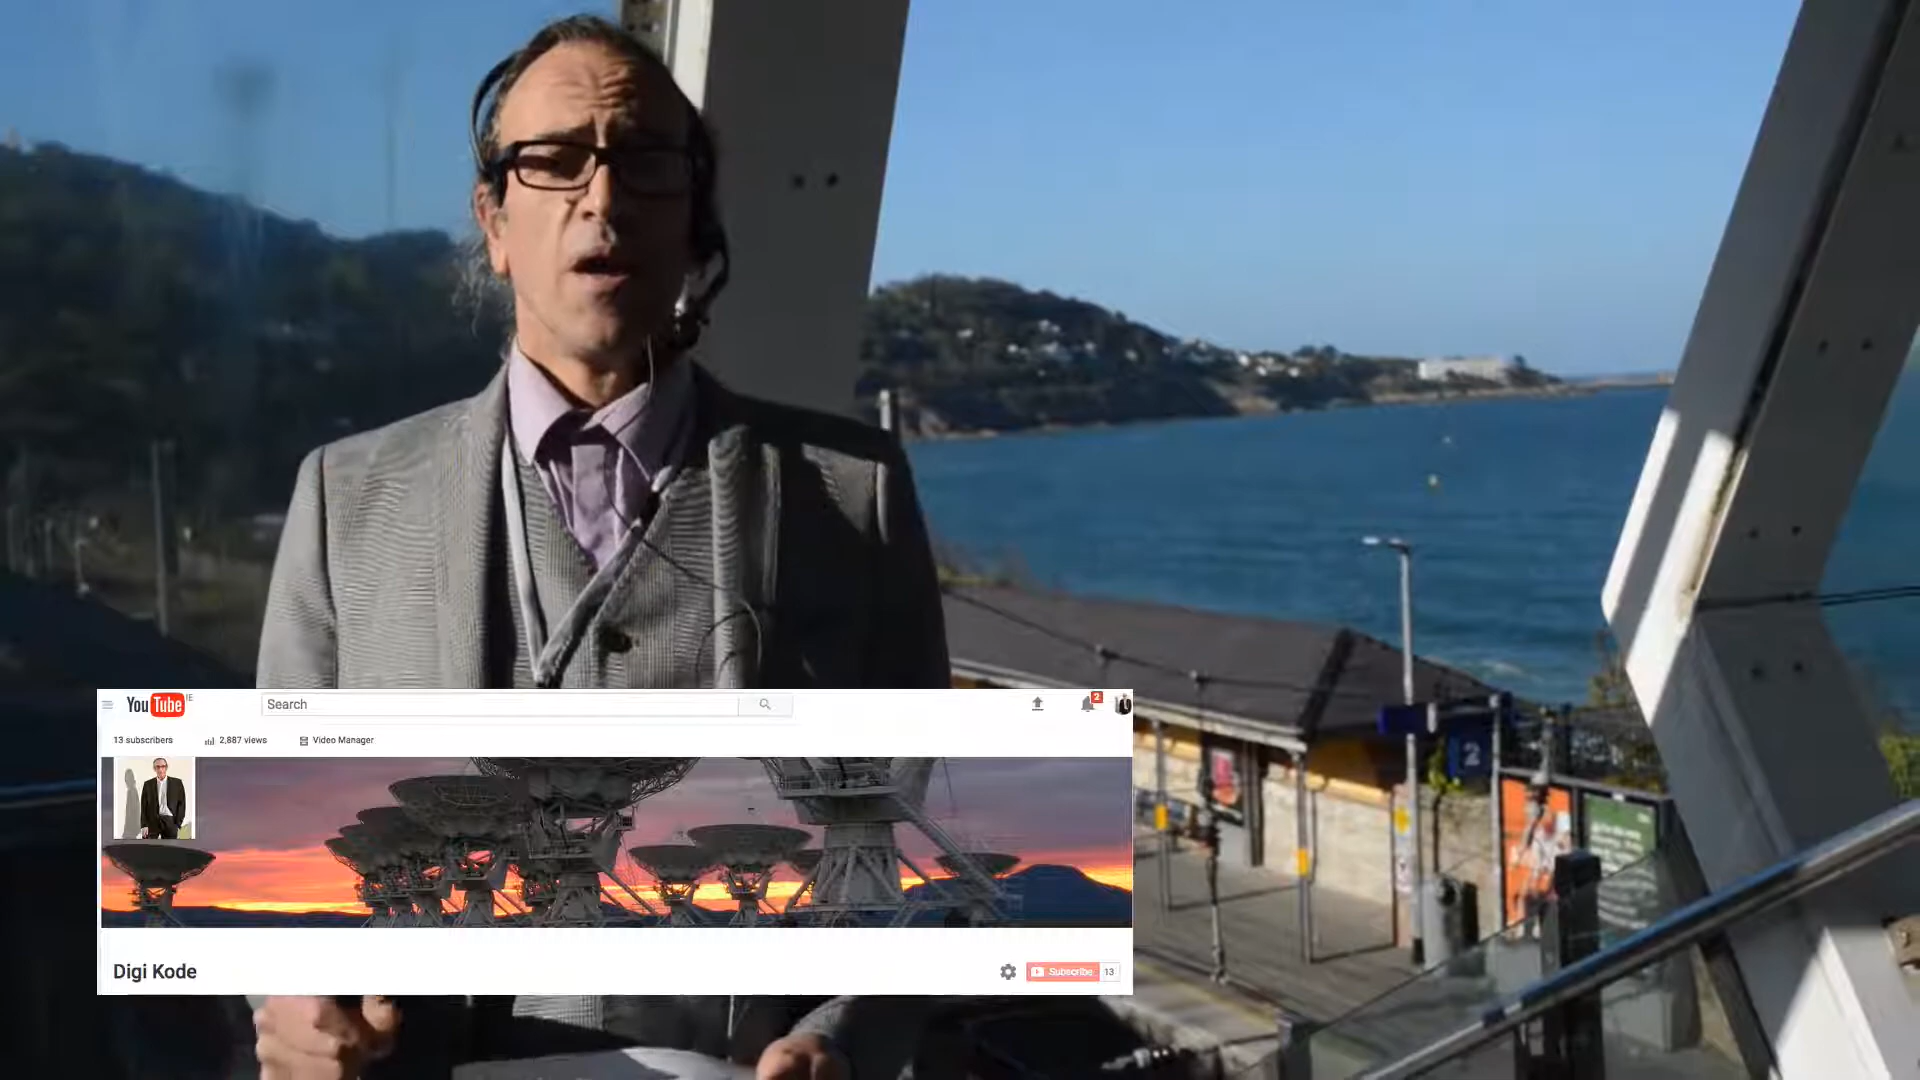 2
YouTube IE
Search
2
13 subscribers
2,887 views
Video Manager
Digi Kode
Subscribe 13